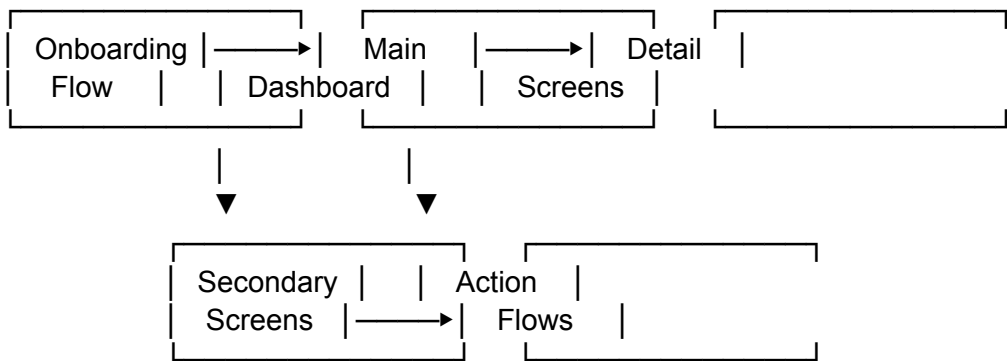 Onboarding Main Detail
Flow Dashboard Screens
Secondary Action
Screens Flows